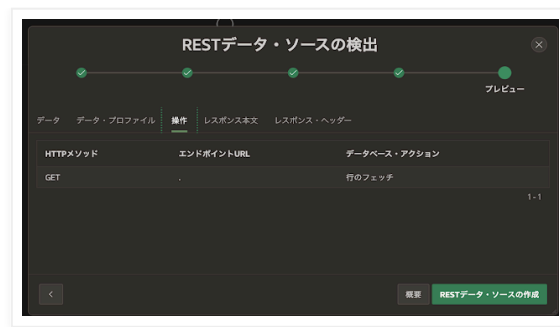 RESTデータ・ソースの検出
プレビュー
データ データ・プロファイル 操作 レスポンス本文 レスポンス・ヘッダー
HTTPメソッド エンドポイントURL データベース・アクション
GET . 行のフェッチ
1 - 1
概要 RESTデータ・ソースの作成